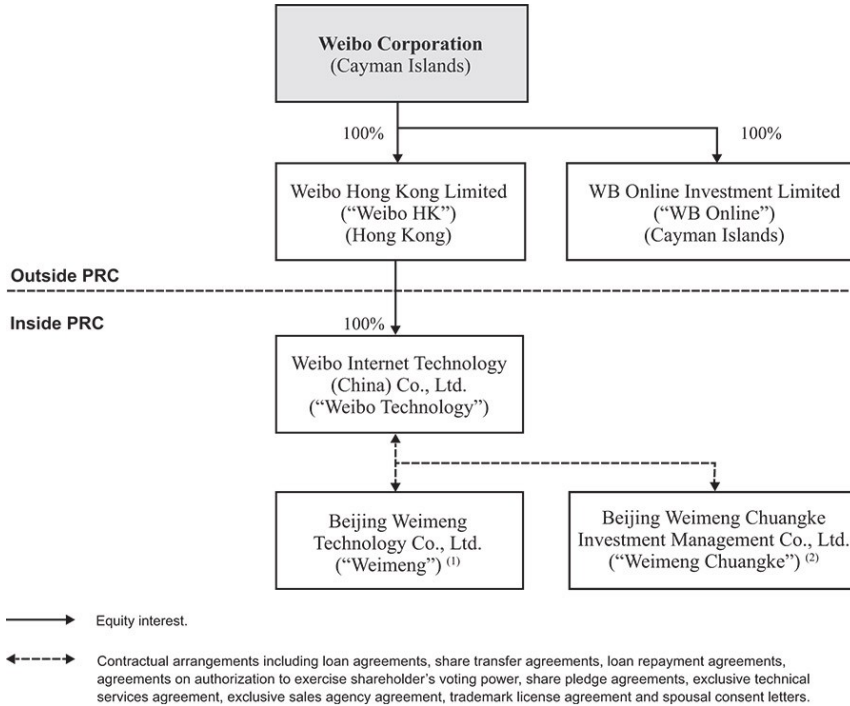 Weibo Corporation
(Cayman Islands)
100%
100%
Weibo Hong Kong Limited
(“Weibo HK”)
(Hong Kong)
WB Online Investment Limited
(“WB Online”)
(Cayman Islands)
Outside PRC
Inside PRC
100%
Weibo Internet Technology
(China) Co., Ltd.
(“Weibo Technology”)
Beijing Weimeng
Technology Co., Ltd.
(“Weimeng”) (1)
Beijing Weimeng Chuangke
Investment Management Co., Ltd.
(“Weimeng Chuangke”) (2)
Equity interest.
Contractual arrangements including loan agreements, share transfer agreements, loan repayment agreements,
agreements on authorization to exercise shareholder’s voting power, share pledge agreements, exclusive technical
services agreement, exclusive sales agency agreement, trademark license agreement and spousal consent letters.